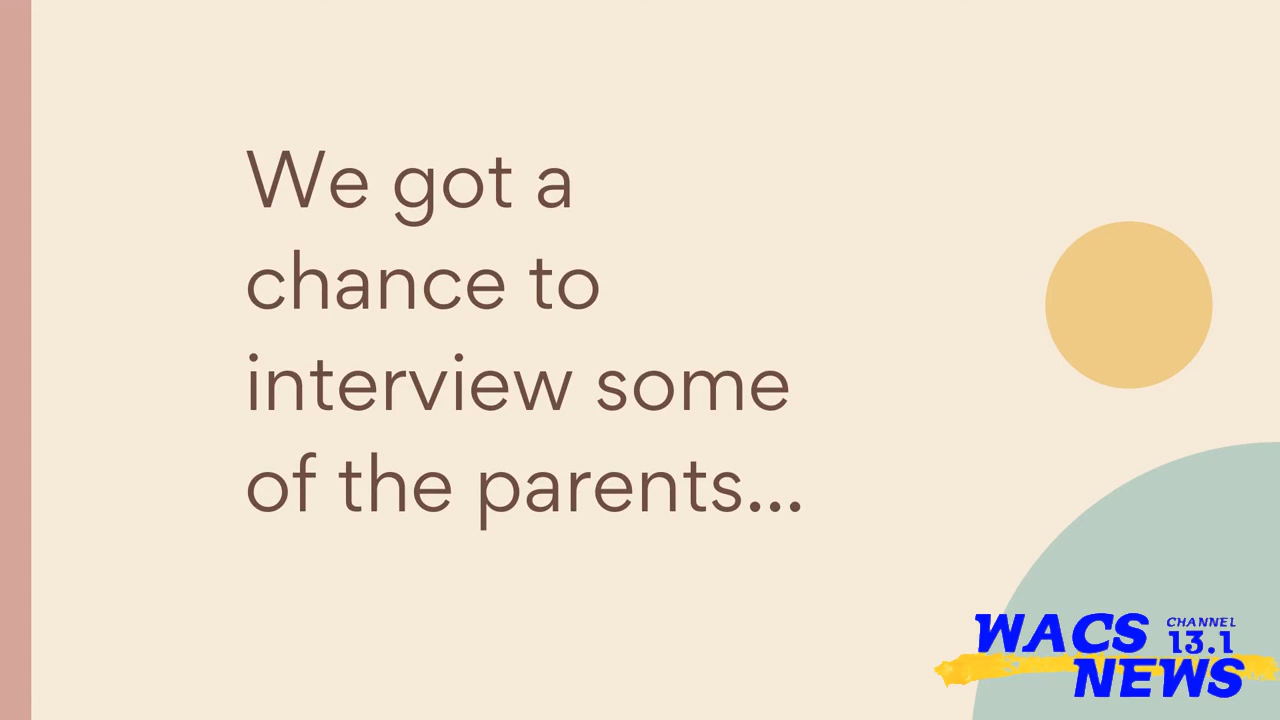 We got a
chance to
interview some
of the parents...
WACS CHANNEL
13.1
NEWS